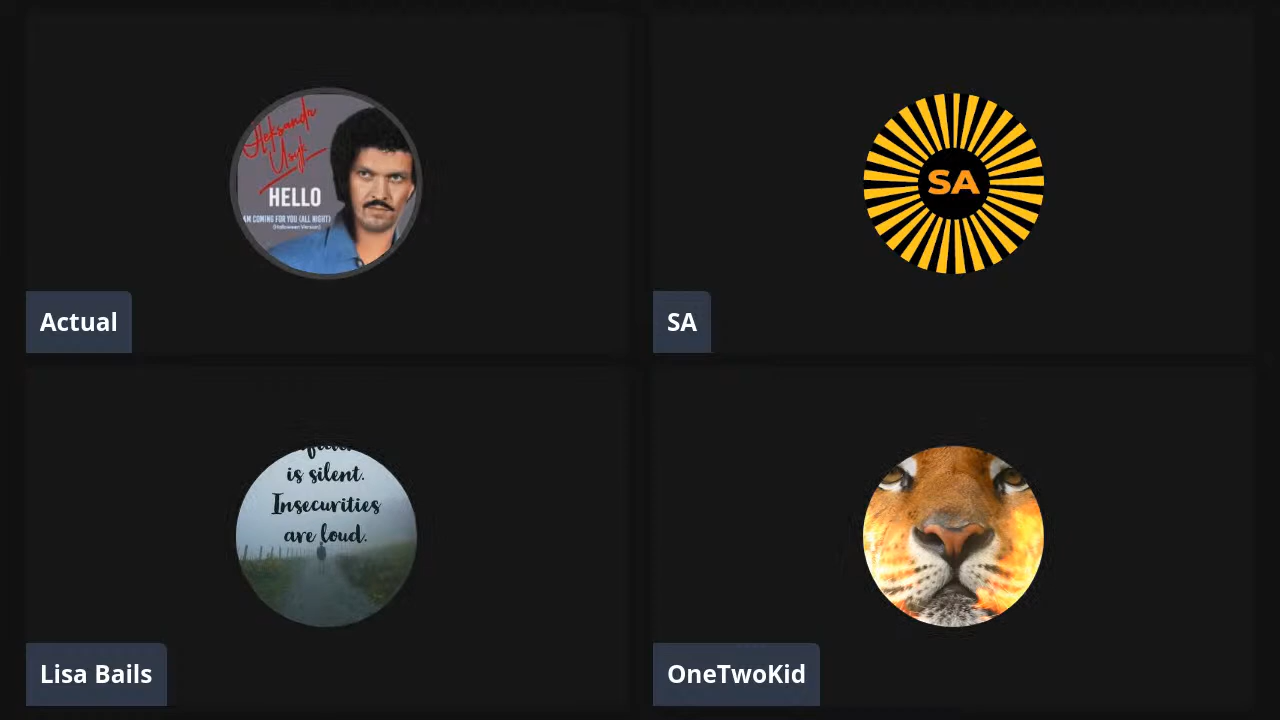 Aleksandr
Usyk
HELLO
AM COMING FOR YOU (ALL NIGHT)
(Halloween Version)
Actual
SA
SA
is silent.
Insecurities
are loud.
Lisa Bails
OneTwoKid